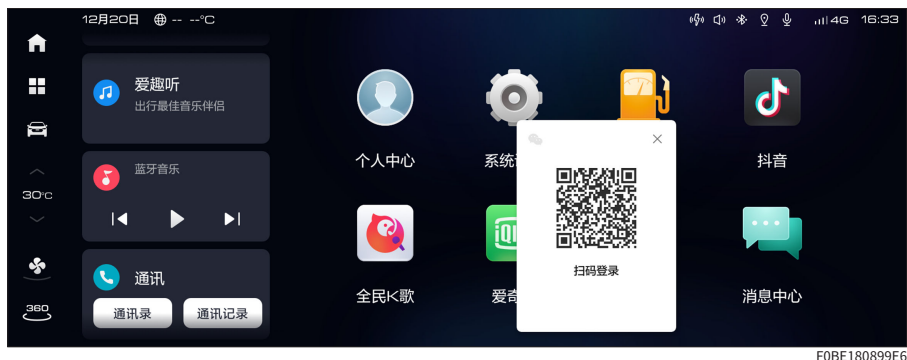 12月20日 -- --°C
4G 16:33
爱趣听
出行最佳音乐伴侣
蓝牙音乐
通讯
通讯录 通讯记录
30°C
360
个人中心
系统
抖音
全民K歌
爱奇
消息中心
扫码登录
F0BE180899E6